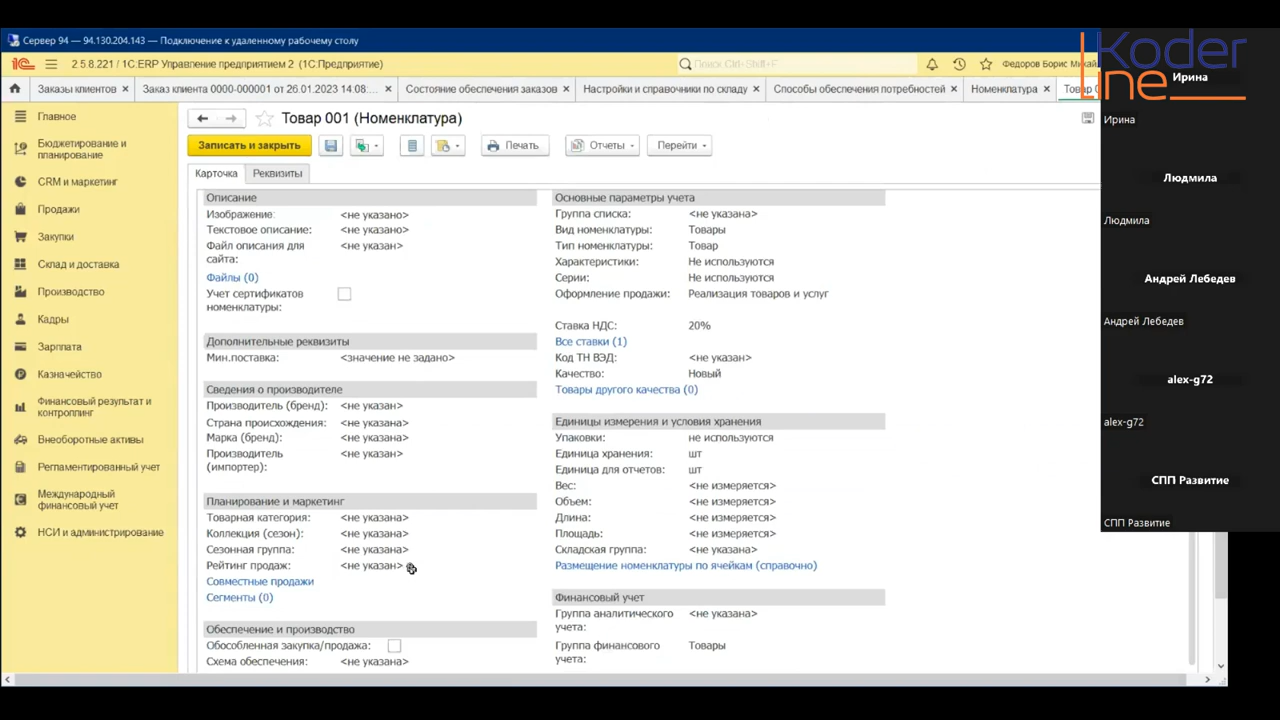 Сервер 94 — 94.130.204.143 — Подключение к удаленному рабочему столу
1С 2.5.8.221 / 1С:ERP Управление предприятием 2 (1С:Предприятие)
Поиск Ctrl+Shift+F
Федоров Борис Михай
Заказы клиентов × Заказ клиента 0000-000001 от 26.01.2023 14:08:... × Состояние обеспечения заказов × Настройки и справочники по складу × Способы обеспечения потребностей × Номенклатура × Товар 0
Главное
Бюджетирование и
планирование
CRM и маркетинг
Продажи
Закупки
Склад и доставка
Производство
Кадры
Зарплата
Казначейство
Финансовый результат и
контроллинг
Внеоборотные активы
Регламентированный учет
Международный
финансовый учет
НСИ и администрирование
Товар 001 (Номенклатура)
Записать и закрыть
Печать
Отчеты
Перейти
Карточка
Реквизиты
Описание
Изображение: <не указано>
Текстовое описание: <не указано>
Файл описания для
сайта:
<не указан>
Файлы (0)
Учет сертификатов
номенклатуры:
Дополнительные реквизиты
Мин.поставка: <значение не задано>
Сведения о производителе
Производитель (бренд): <не указан>
Страна происхождения: <не указана>
Марка (бренд): <не указана>
Производитель
(импортер):
<не указан>
Планирование и маркетинг
Товарная категория: <не указана>
Коллекция (сезон): <не указана>
Сезонная группа: <не указана>
Рейтинг продаж: <не указан>
Совместные продажи
Сегменты (0)
Обеспечение и производство
Обособленная закупка/продажа:
Схема обеспечения: <не указана>
Основные параметры учета
Группа списка: <не указана>
Вид номенклатуры: Товары
Тип номенклатуры: Товар
Характеристики: Не используются
Серии: Не используются
Оформление продажи: Реализация товаров и услуг
Ставка НДС: 20%
Все ставки (1)
Код ТН ВЭД: <не указан>
Качество: Новый
Товары другого качества (0)
Единицы измерения и условия хранения
Упаковки: не используются
Единица хранения: шт
Единица для отчетов: шт
Вес: <не измеряется>
Объем: <не измеряется>
Длина: <не измеряется>
Площадь: <не измеряется>
Складская группа: <не указана>
Размещение номенклатуры по ячейкам (справочно)
Финансовый учет
Группа аналитического
учета:
<не указана>
Группа финансового
учета:
Товары
Koder
line
Ирина
Ирина
Людмила
Людмила
Андрей Лебедев
Андрей Лебедев
alex-g72
alex-g72
СПП Развитие
СПП Развитие